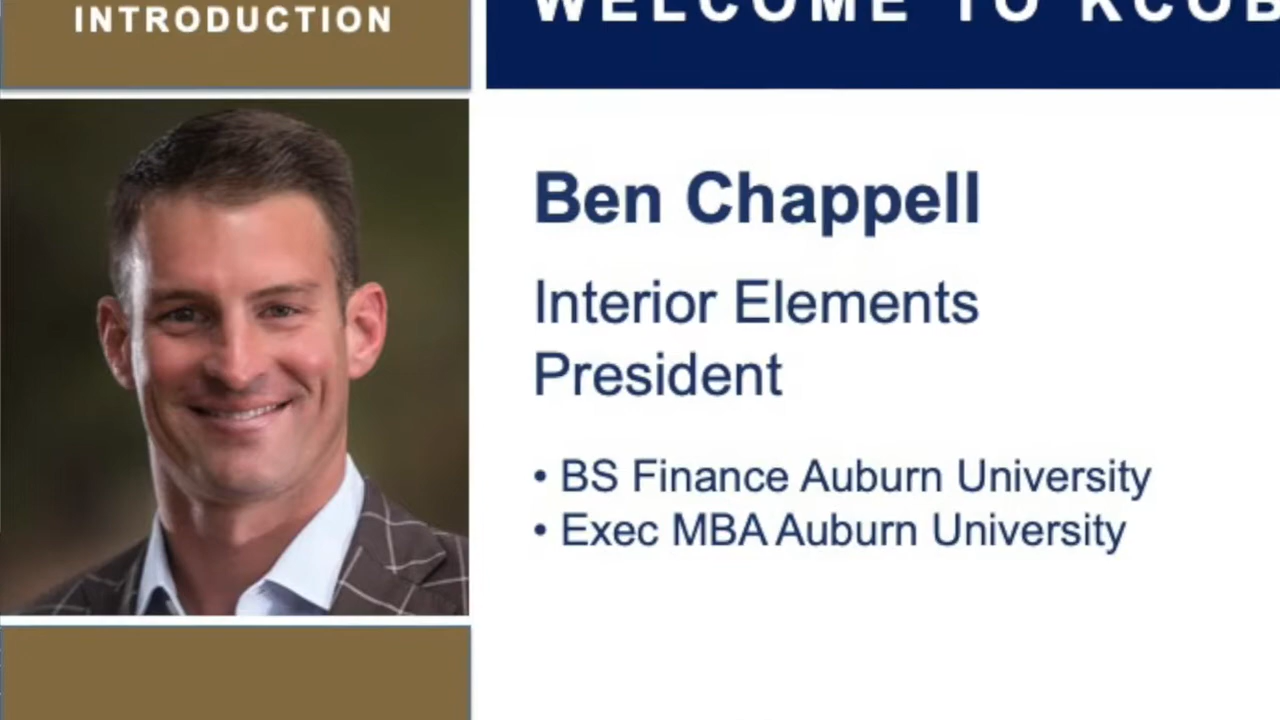 INTRODUCTION
WELCOME TO KCOB
Ben Chappell
Interior Elements
President
• BS Finance Auburn University
• Exec MBA Auburn University